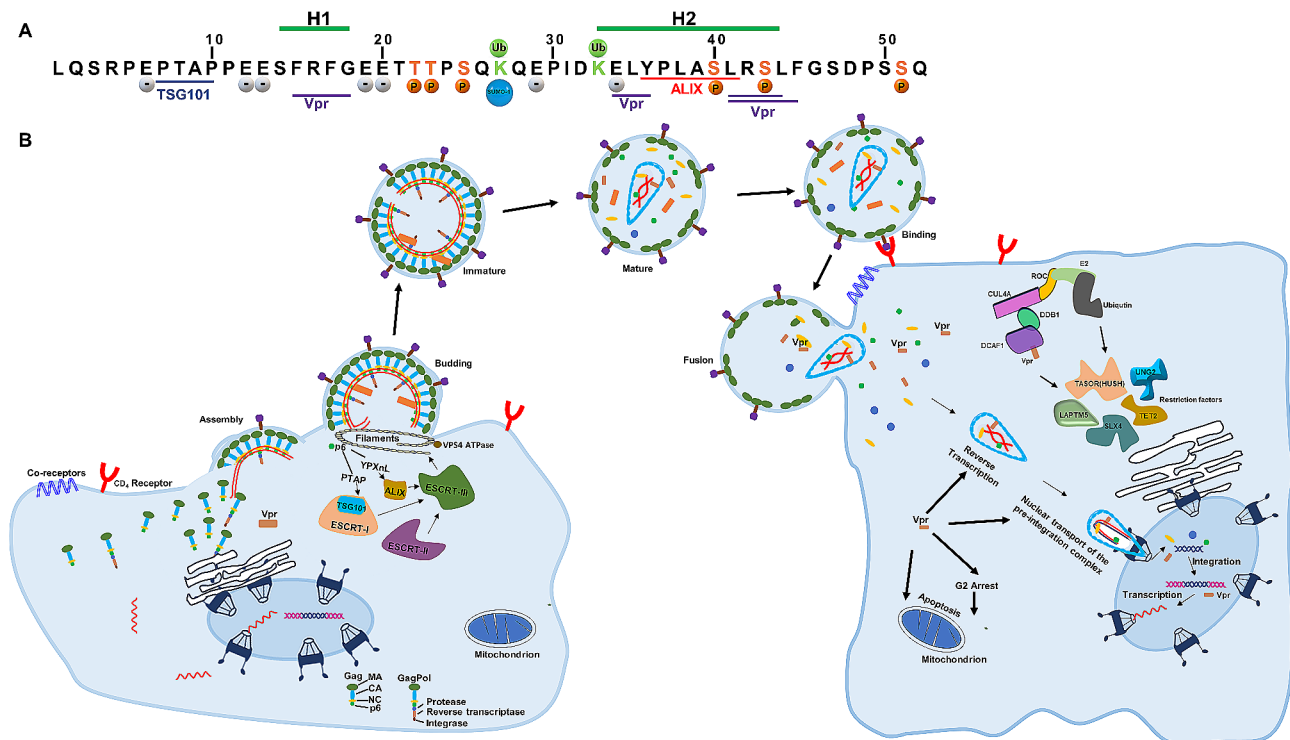 A
H1
H2
10
20
30
40
50
Ub
Ub
LQSRPEPTAPPEESFRFGEETTTPSQKQEPIDKELYPLASLRSLFGSDPSSQ
- - - - - P P P - - P P P
TSG101
Vpr
SUMO-1
Vpr
ALIX
Vpr
B
Immature
Mature
Binding
Budding
Fusion
Assembly
Filaments
VPS4 ATPase
p6
YPXnL
PTAP
ALIX
TSG101
ESCRT-I
ESCRT-II
ESCRT-III
Co-receptors
CD4 Receptor
Vpr
Mitochondrion
Gag
MA
CA
NC
p6
GagPol
Protease
Reverse transcriptase
Integrase
Vpr
Vpr
Vpr
ROC
E2
CUL4A
DDB1
DCAF1
Vpr
Ubiqutin
TASOR(HUSH)
UNG2
Restriction factors
LAPTM5
SLX4
TET2
Reverse
Transcription
Vpr
Nuclear transport of the
pre-integration complex
G2 Arrest
Apoptosis
Mitochondrion
Integration
Transcription
Vpr